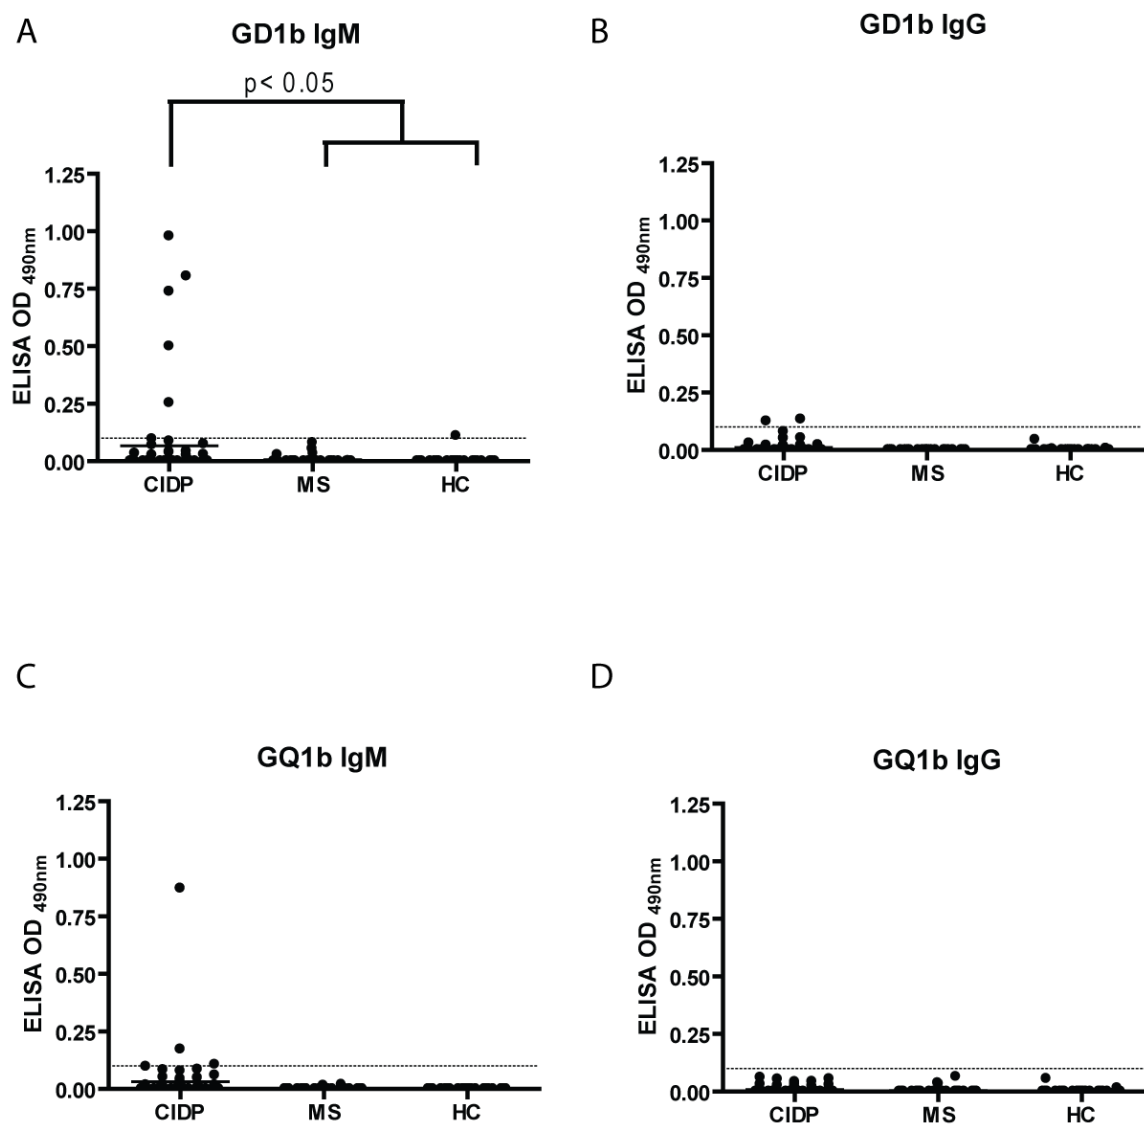 A
GD1b IgM
p< 0.05
ELISA OD 490nm
1.25
1.00
0.75
0.50
0.25
0.00
CIDP MS HC
B
GD1b IgG
ELISA OD 490nm
1.25
1.00
0.75
0.50
0.25
0.00
CIDP MS HC
C
GQ1b IgM
ELISA OD 490nm
1.25
1.00
0.75
0.50
0.25
0.00
CIDP MS HC
D
GQ1b IgG
ELISA OD 490nm
1.25
1.00
0.75
0.50
0.25
0.00
CIDP MS HC